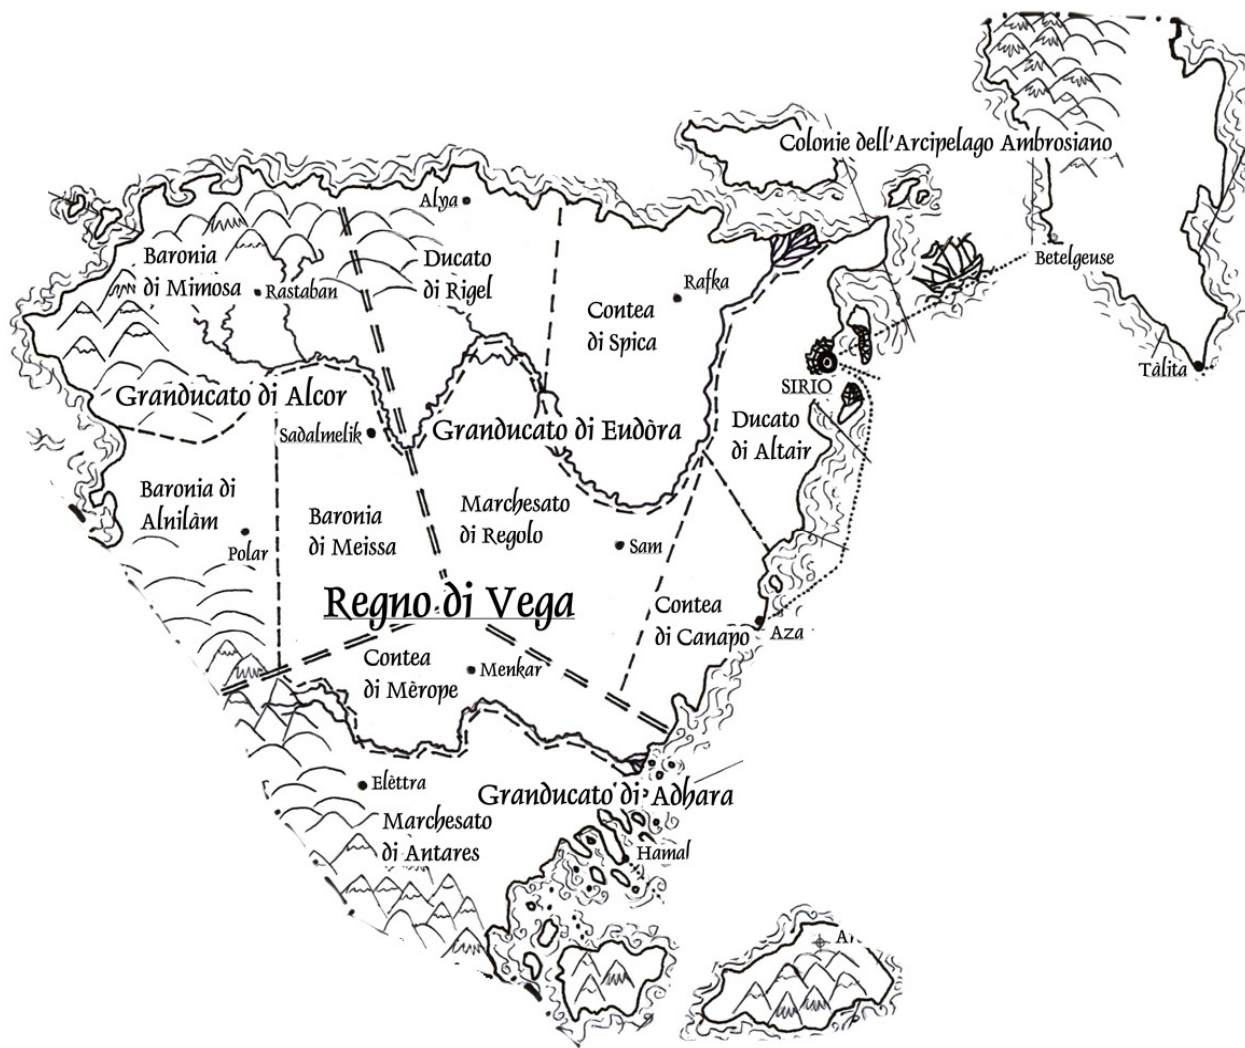 Colonie dell'Arcipelago Ambrosiano
Alya
Baronia
di Mimosa
Rastaban
Ducato
di Rigel
Rafka
Contea
di Spica
Betelgeuse
Tàlita
SIRIO
Granducato di Alcor
Sadalmelik
Granducato di Eudòra
Ducato
di Altair
Baronia di
Alnilàm
Polar
Baronia
di Meissa
Marchesato
di Regolo
Sam
Regno di Vega
Contea
di Canapo
Aza
Contea
di Mèrope
Menkar
Elèttra
Granducato di Adhara
Marchesato
di Antares
Hamal